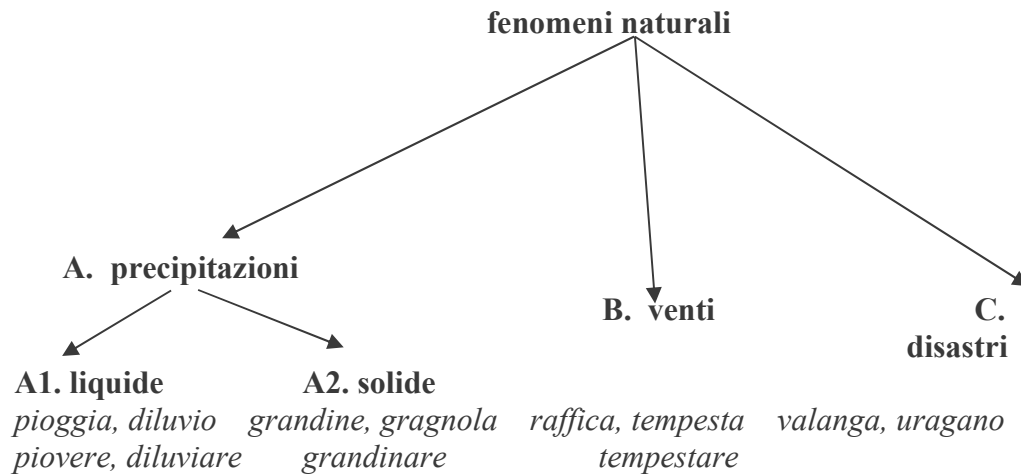 fenomeni naturali
A. precipitazioni
B. venti
C.
disastri
A1. liquide
A2. solide
pioggia, diluvio grandine, gragnola raffica, tempesta valanga, uragano
piovere, diluviare grandinare tempestare